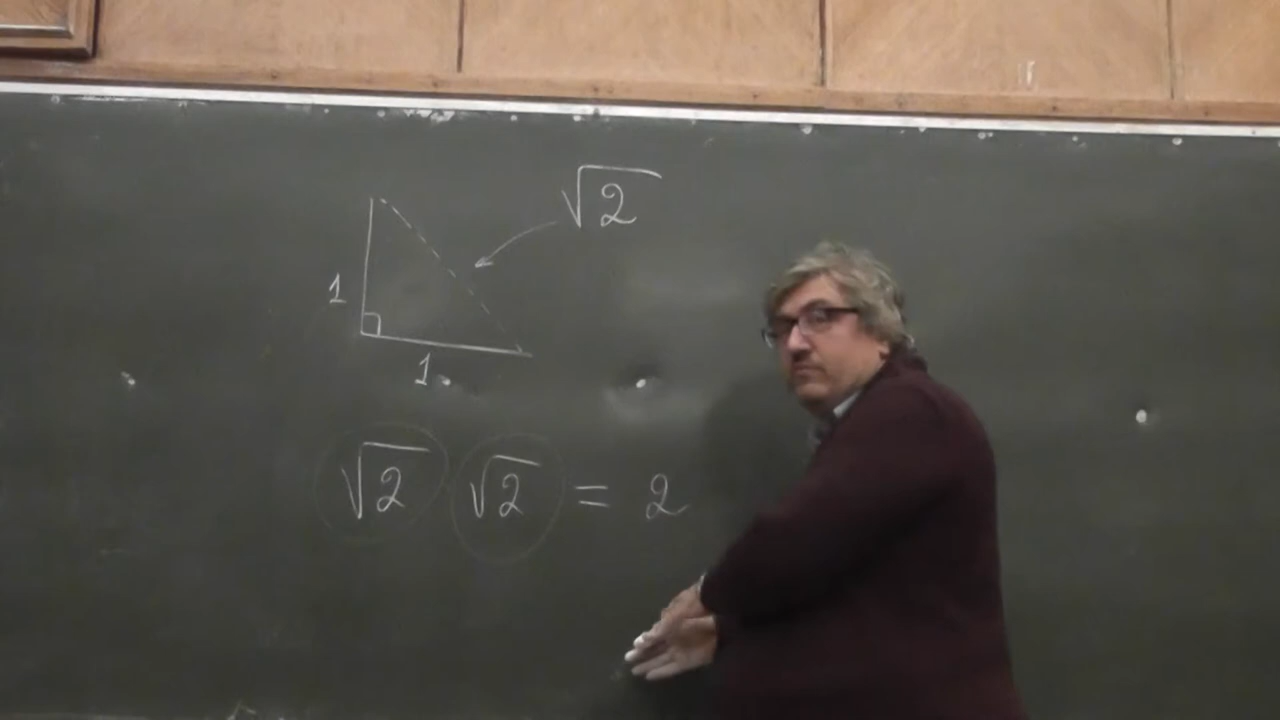 √2
1
1
√2 √2 = 2